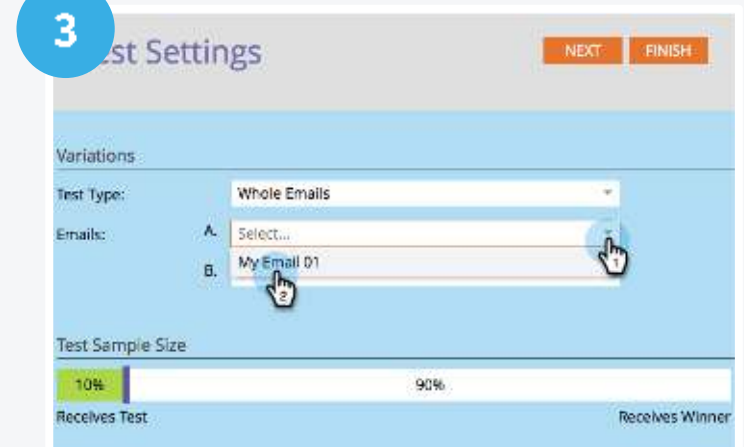 3
est Settings
NEXT FINISH
Variations
Test Type: Whole Emails
Emails: A. Select...
1
My Email 01
B.
2
Test Sample Size
10% 90%
Receives Test Receives Winner